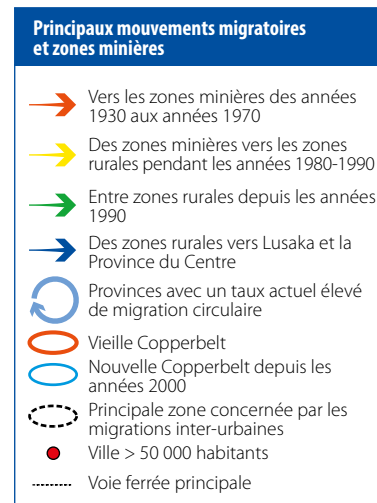 Principaux mouvements migratoires
et zones minières
Vers les zones minières des années
1930 aux années 1970
Des zones minières vers les zones
rurales pendant les années 1980-1990
Entre zones rurales depuis les années
1990
Des zones rurales vers Lusaka et la
Province du Centre
Provinces avec un taux actuel élevé
de migration circulaire
Vieille Copperbelt
Nouvelle Copperbelt depuis les
années 2000
Principale zone concernée par les
migrations inter-urbaines
Ville > 50 000 habitants
Voie ferrée principale